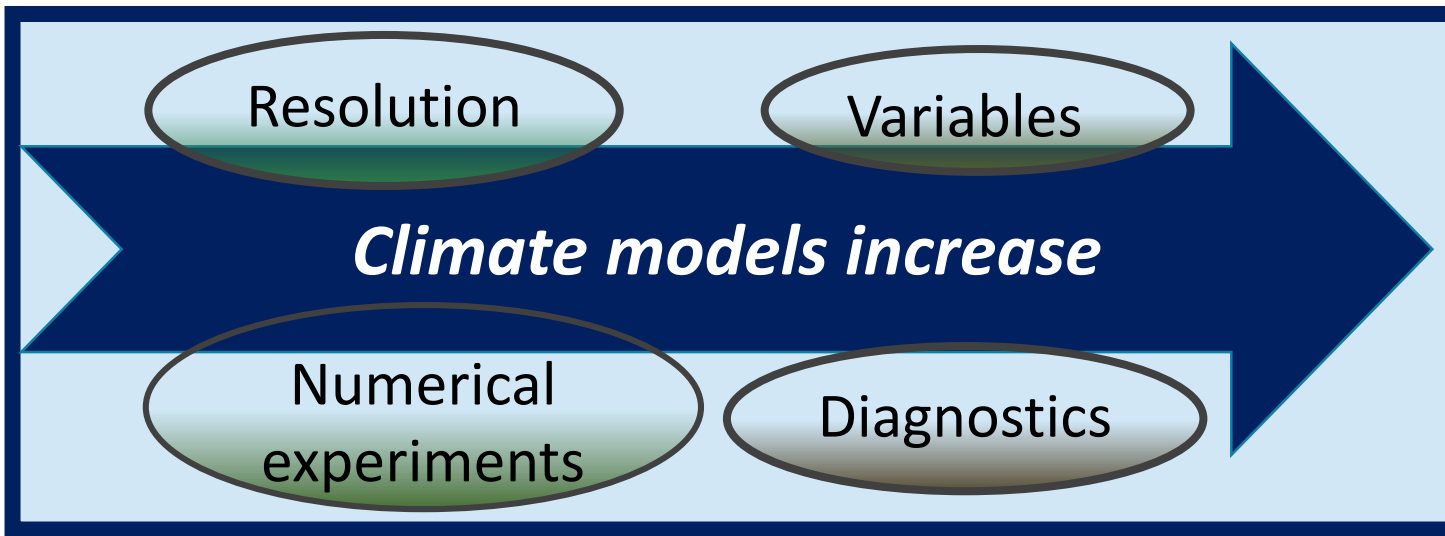 Resolution
Variables
Climate models increase
Numerical
experiments
Diagnostics